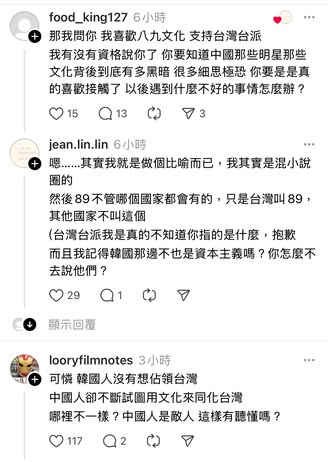 food_king127 6小時
那我問你 我喜歡八九文化 支持台灣台派
我有沒有資格說你了 你要知道中國那些明星那些
文化背後到底有多黑暗 很多細思極恐 你要是是真
的喜歡接觸了 以後遇到什麼不好的事情怎麼辦？
15 13 3
jean.lin.lin 6小時
嗯......其實我就是做個比喻而已，我其實是混小說
圈的
然後89不管哪個國家都會有的，只是台灣叫89，
其他國家不叫這個
(台灣台派我是真的不知道你指的是什麼，抱歉
而且我記得韓國那邊不也是資本主義嗎？你怎麼不
去說他們？
29 1
顯示回覆
looryfilmnotes 3小時
可憐 韓國人沒有想佔領台灣
中國人卻不斷試圖用文化來同化台灣
哪裡不一樣？中國人是敵人 這樣有聽懂嗎？
117 2